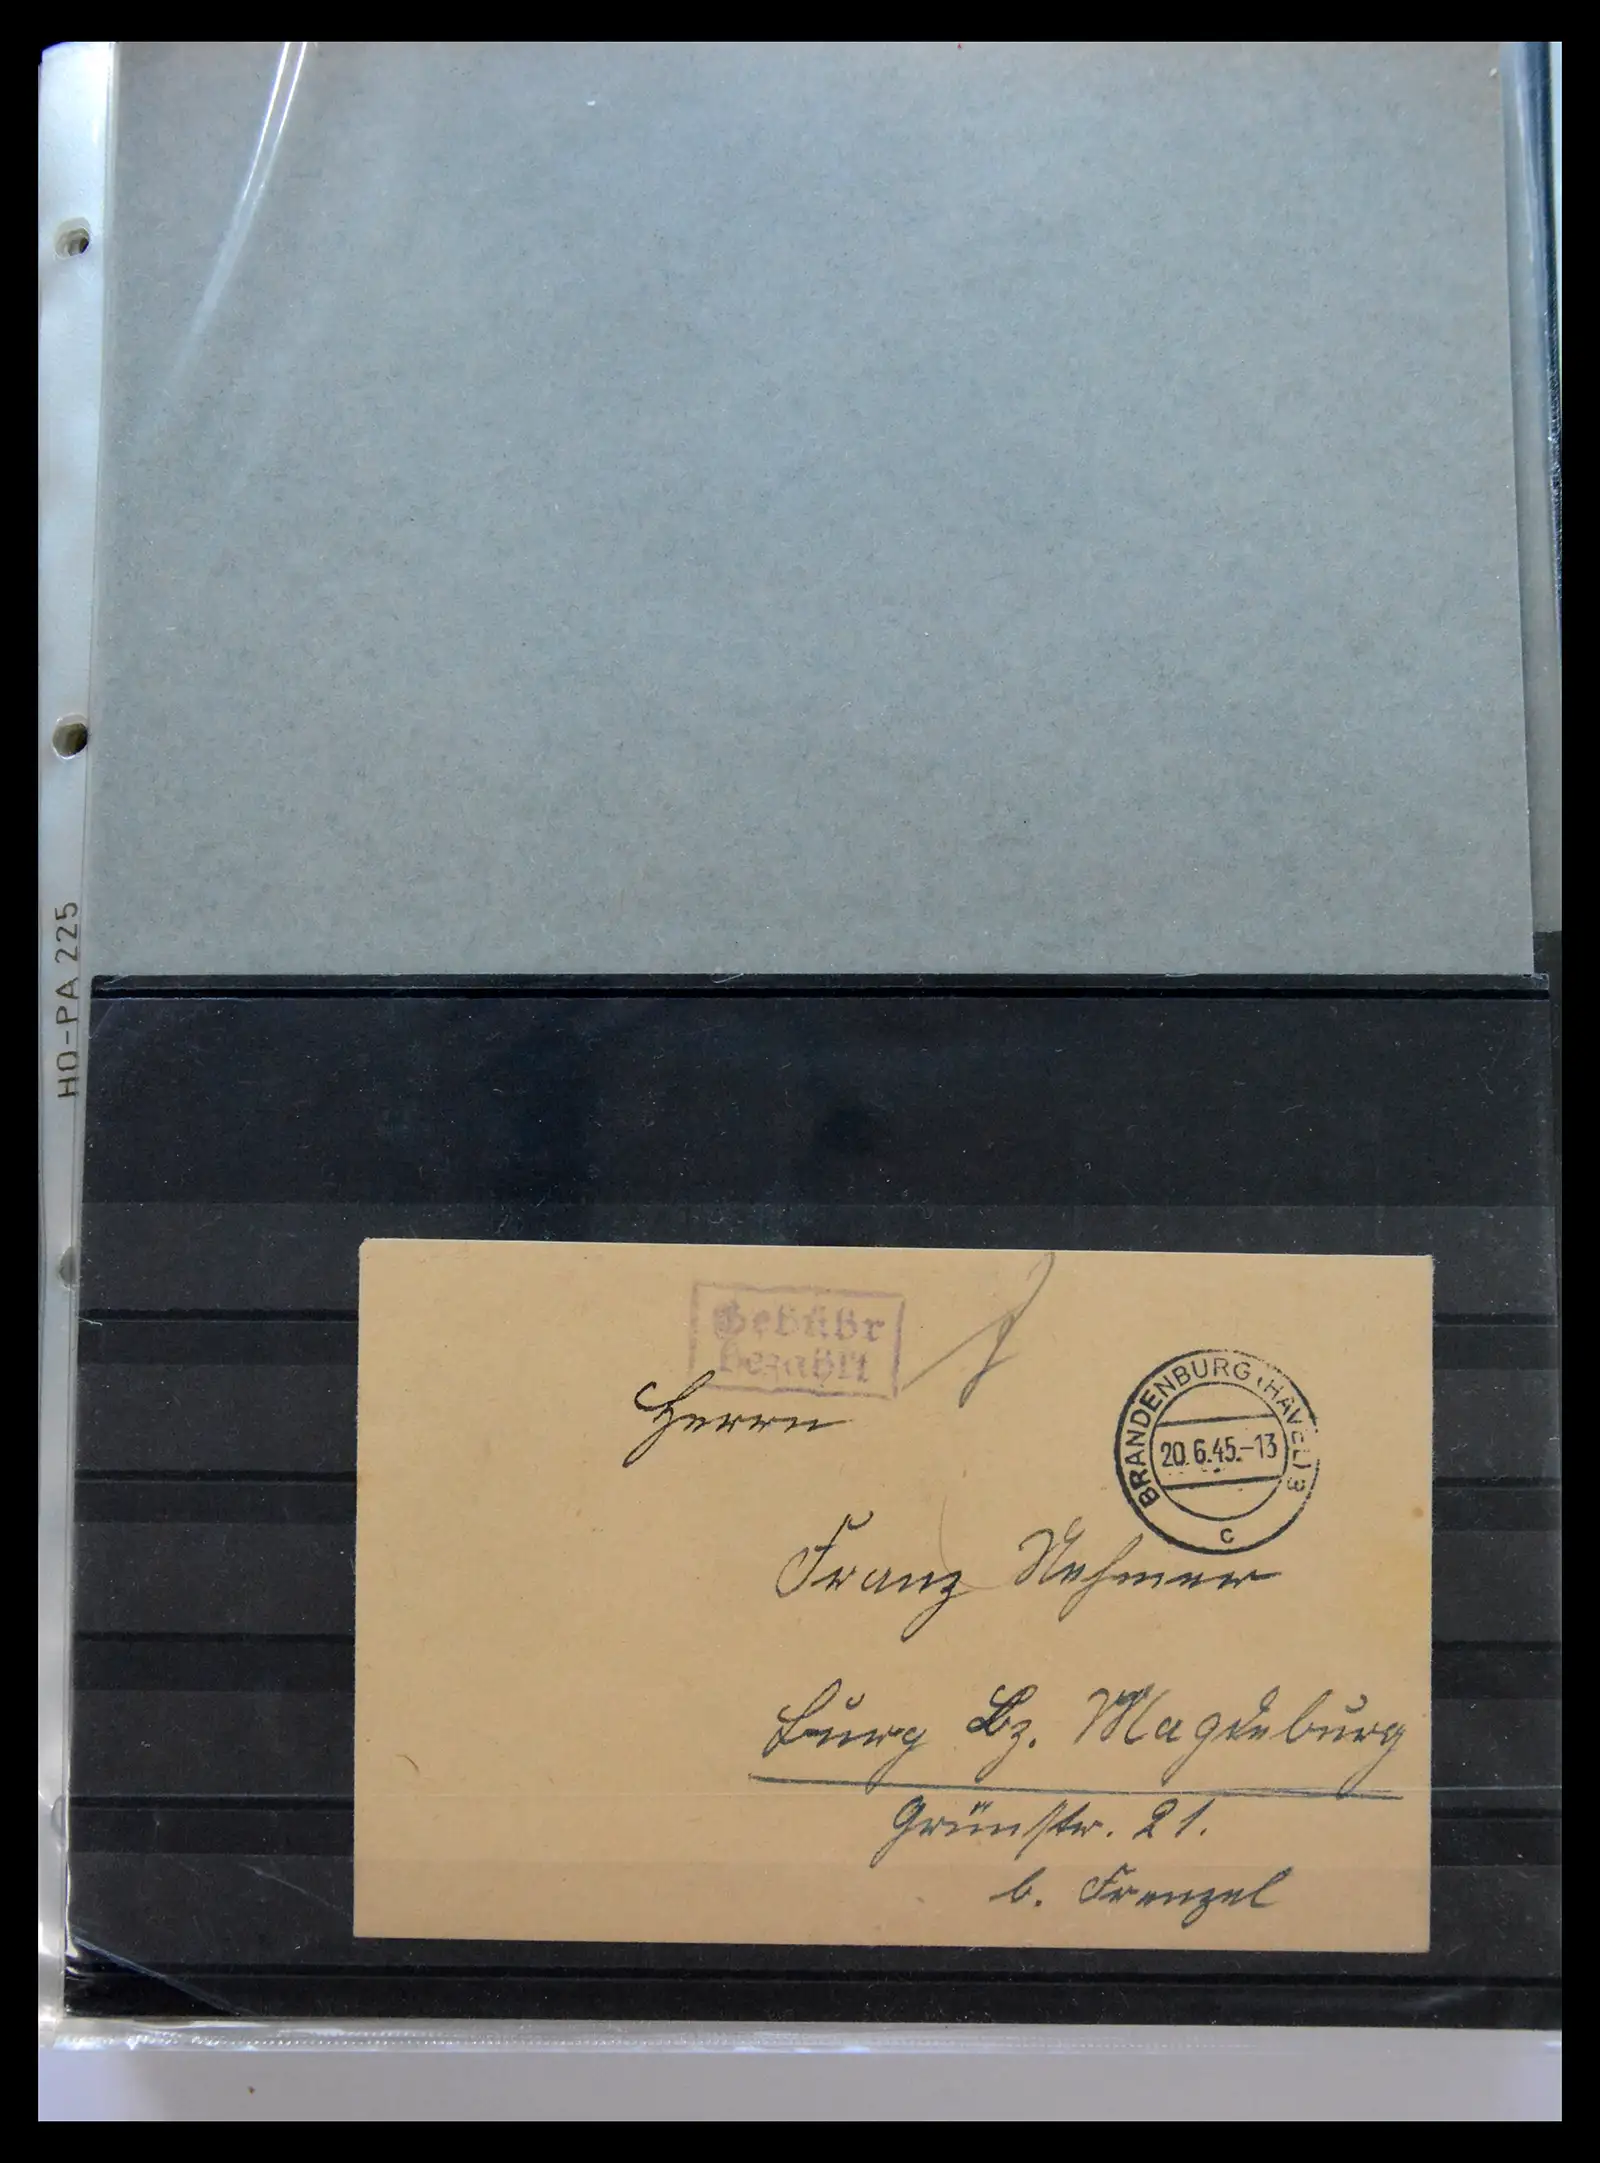 HO-PA 225
Gebühr
bezahlt
Herrn
BRANDENBURG (HAVEL) 3
20.6.45.-13
c
Franz Nehmer
Burg Bz. Magdeburg
Grünstr. 21.
b. Frenzel